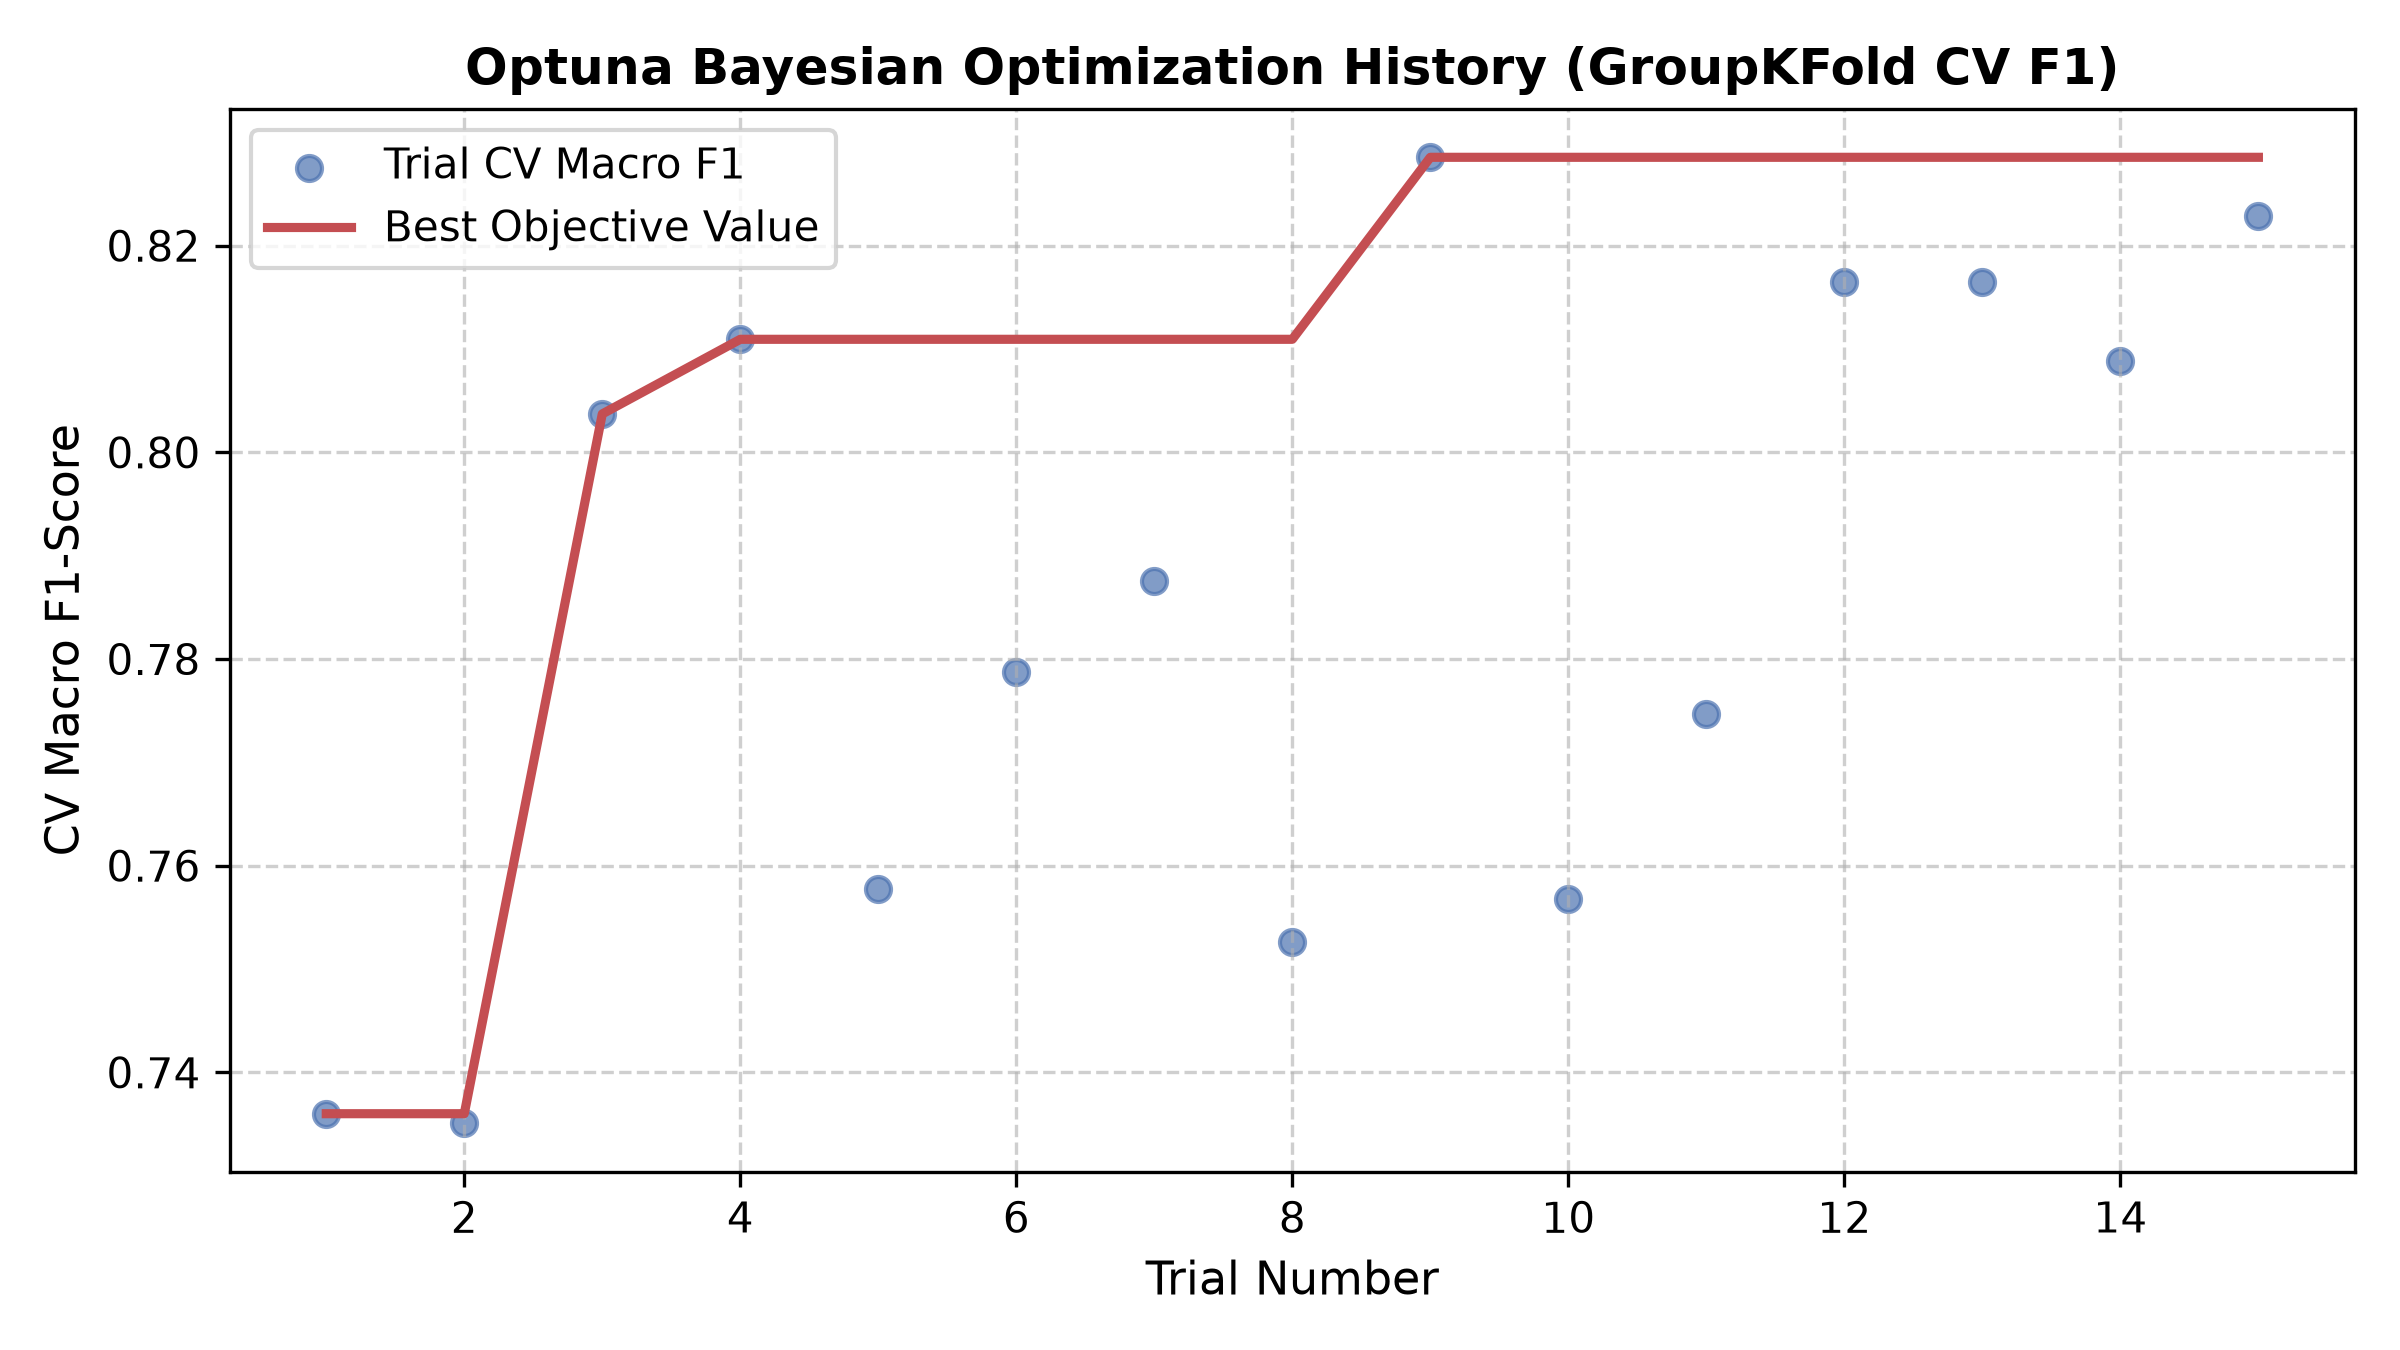 Optuna Bayesian Optimization History (GroupKFold CV F1)
Trial CV Macro F1
Best Objective Value
CV Macro F1-Score
0.82
0.80
0.78
0.76
0.74
2 4 6 8 10 12 14
Trial Number